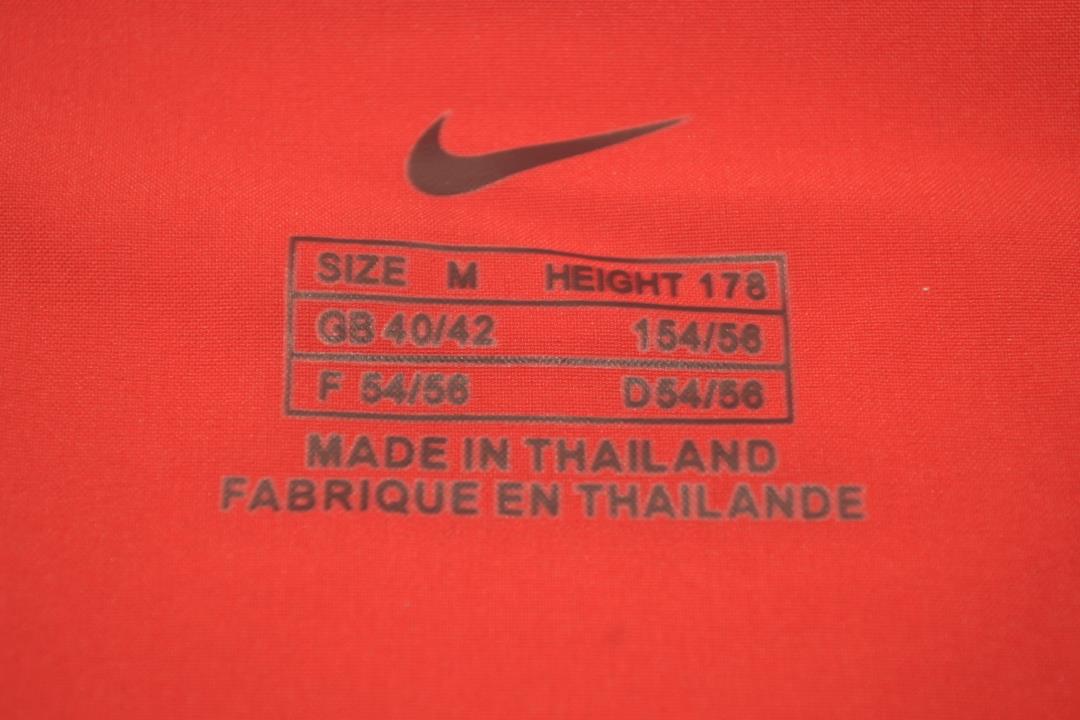 SIZE M HEIGHT 178
GB 40/42 154/56
F 54/56 D54/56
MADE IN THAILAND
FABRIQUE EN THAILANDE